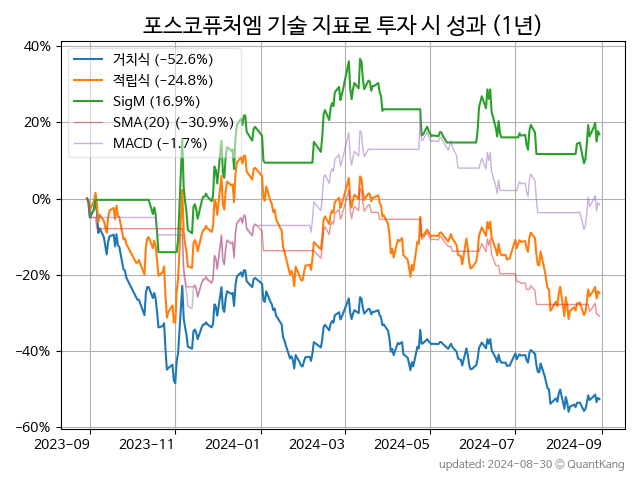 포스코퓨처엠 기술 지표로 투자 시 성과 (1년)
40%
20%
0%
−20%
−40%
−60%
거치식 (−52.6%)
적립식 (−24.8%)
SigM (16.9%)
SMA(20) (−30.9%)
MACD (−1.7%)
2023-09 2023-11 2024-01 2024-03 2024-05 2024-07 2024-09
updated: 2024-08-30 © QuantKang